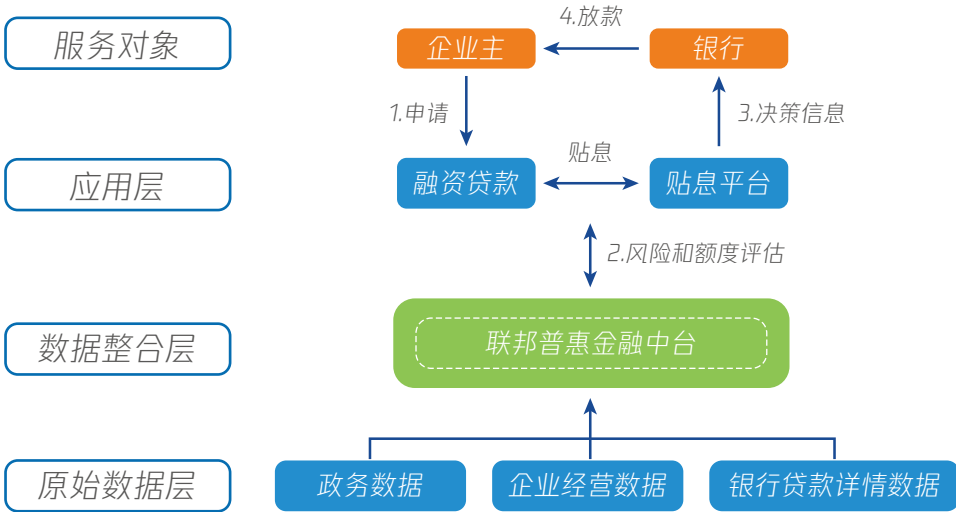 4.放款
服务对象
企业主
银行
1.申请
3.决策信息
贴息
应用层
融资贷款
贴息平台
2.风险和额度评估
数据整合层
联邦普惠金融中台
原始数据层
政务数据
企业经营数据
银行贷款详情数据